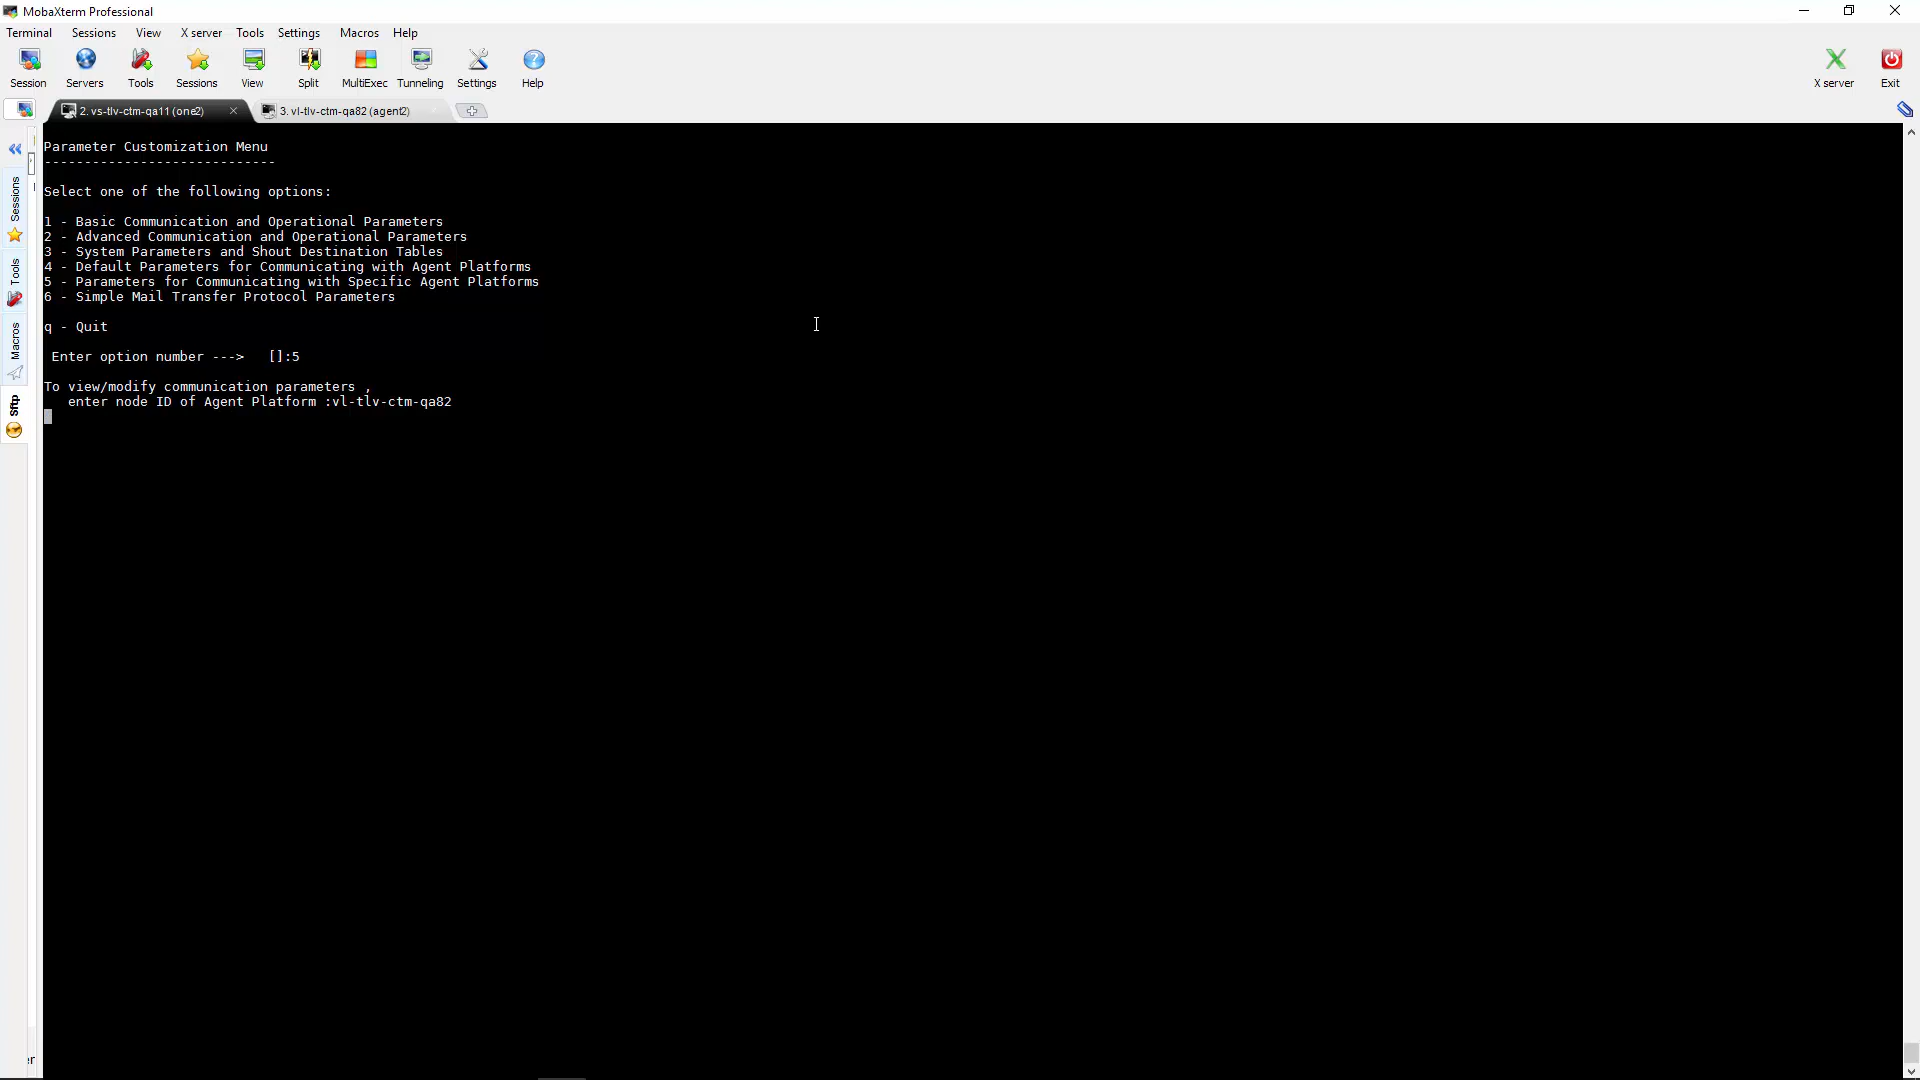 MobaXterm Professional
Terminal Sessions View X server Tools Settings Macros Help
Session Servers Tools Sessions View Split MultiExec Tunneling Settings Help X server Exit
2. vs-tlv-ctm-qa11 (one2) 3. vl-tlv-ctm-qa82 (agent2)
Sessions
Tools
Macros
Sftp
Parameter Customization Menu
-----------------------------
Select one of the following options:
1 - Basic Communication and Operational Parameters
2 - Advanced Communication and Operational Parameters
3 - System Parameters and Shout Destination Tables
4 - Default Parameters for Communicating with Agent Platforms
5 - Parameters for Communicating with Specific Agent Platforms
6 - Simple Mail Transfer Protocol Parameters
q - Quit
Enter option number ---> []:5
To view/modify communication parameters ,
enter node ID of Agent Platform :vl-tlv-ctm-qa82